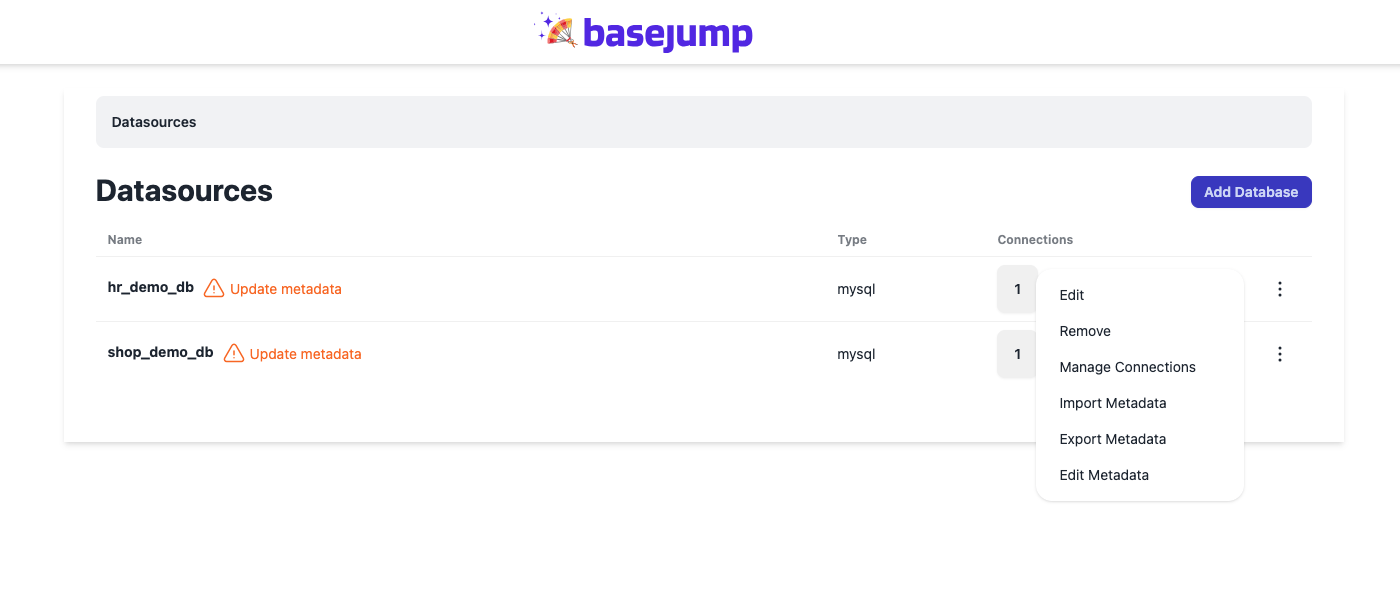 basejump
Datasources
Datasources
Add Database
Name Type Connections
hr_demo_db Update metadata mysql 1
shop_demo_db Update metadata mysql 1
Edit
Remove
Manage Connections
Import Metadata
Export Metadata
Edit Metadata